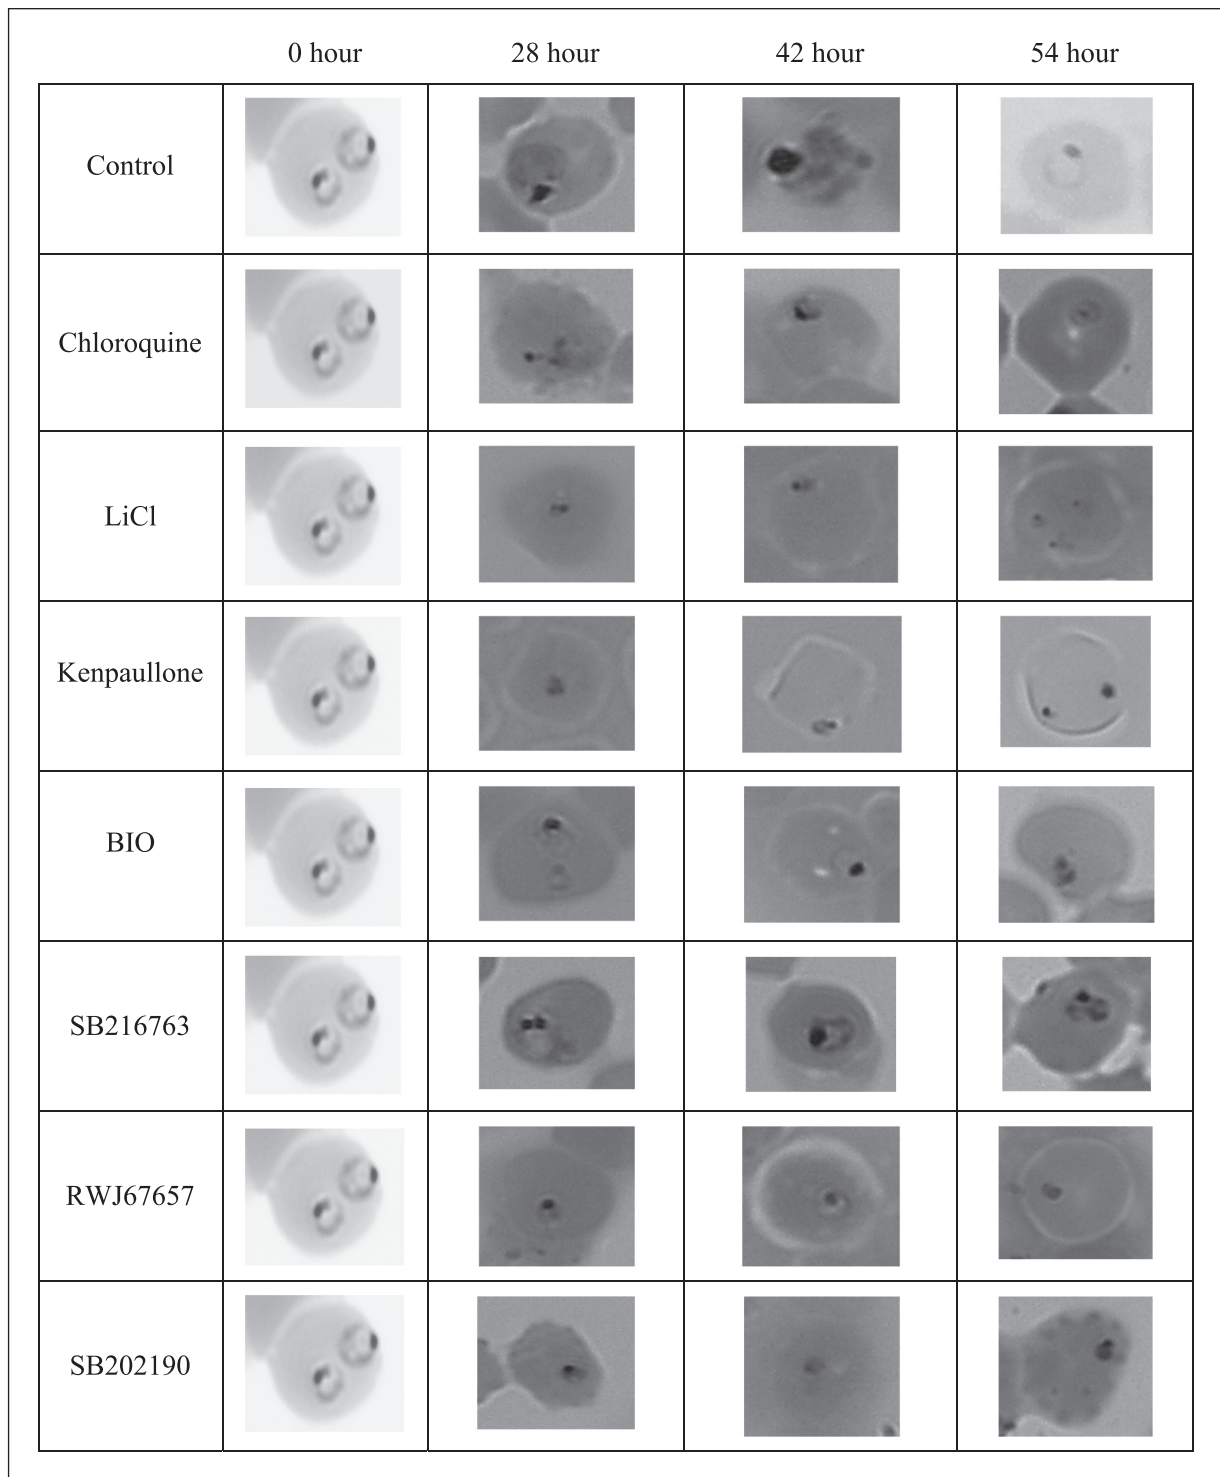 0 hour 28 hour 42 hour 54 hour
Control
Chloroquine
LiCl
Kenpaullone
BIO
SB216763
RWJ67657
SB202190